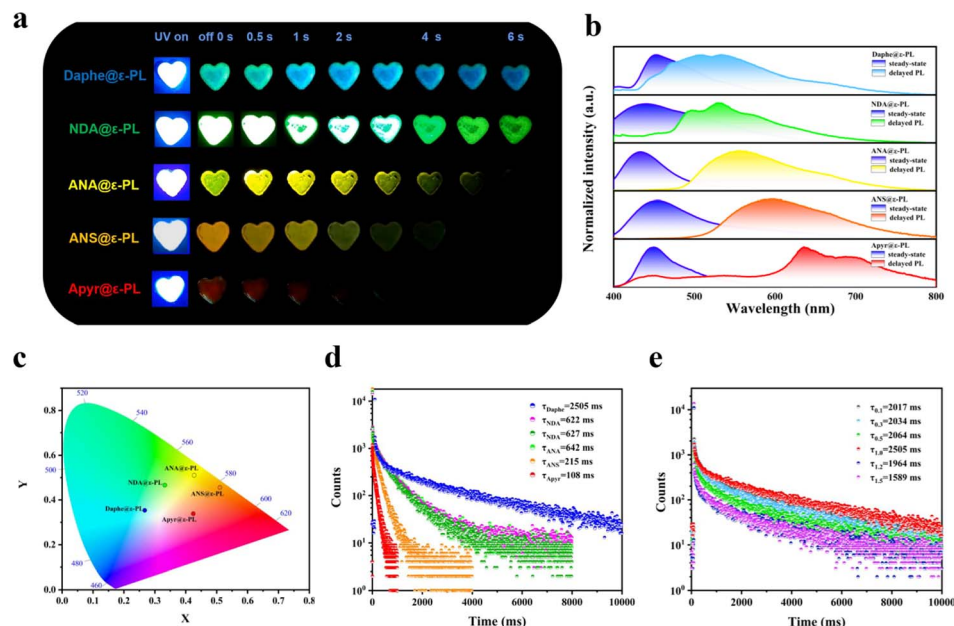 a
UV on off 0 s 0.5 s 1 s 2 s 4 s 6 s
Daphe@ε-PL
NDA@ε-PL
ANA@ε-PL
ANS@ε-PL
Apyr@ε-PL
b
Normalized intensity (a.u.)
Daphe@ε-PL
steady-state
delayed PL
NDA@ε-PL
steady-state
delayed PL
ANA@ε-PL
steady-state
delayed PL
ANS@ε-PL
steady-state
delayed PL
Apyr@ε-PL
steady-state
delayed PL
400 500 600 700 800
Wavelength (nm)
c
Y
0.8
0.6
0.4
0.2
0.0
520
540
560
500
580
600
620
480
460
ANA@ε-PL
NDA@ε-PL
ANS@ε-PL
Daphe@ε-PL
Apyr@ε-PL
0.0 0.1 0.2 0.3 0.4 0.5 0.6 0.7 0.8
X
d
Counts
10⁴
10³
10²
10¹
10⁰
τDaphe=2505 ms
τNDA=622 ms
τNDA=627 ms
τANA=642 ms
τANS=215 ms
τApyr=108 ms
0 2000 4000 6000 8000 10000
Time (ms)
e
Counts
10⁴
10³
10²
10¹
10⁰
τ0.1=2017 ms
τ0.3=2034 ms
τ0.5=2064 ms
τ1.0=2505 ms
τ1.2=1964 ms
τ1.5=1589 ms
0 2000 4000 6000 8000 10000
Time (ms)